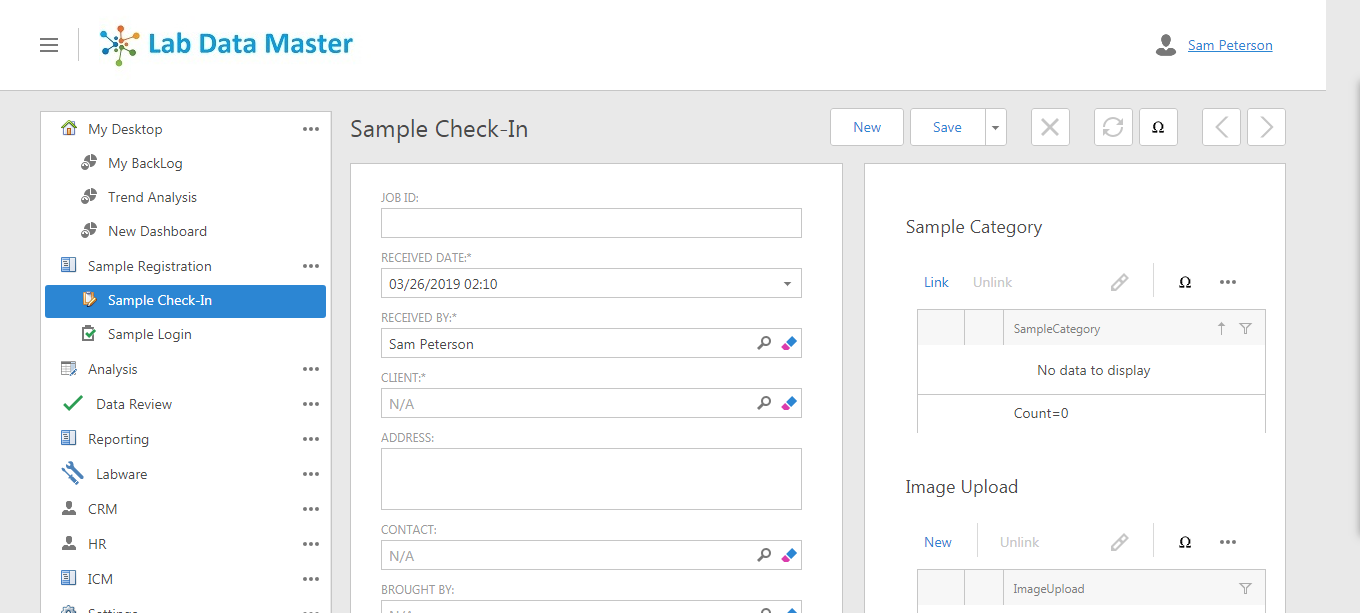 Lab Data Master
Sam Peterson
My Desktop
My BackLog
Trend Analysis
New Dashboard
Sample Registration
Sample Check-In
Sample Login
Analysis
Data Review
Reporting
Labware
CRM
HR
ICM
Settings
Sample Check-In
New
Save
Ω
JOB ID:
RECEIVED DATE:*
03/26/2019 02:10
RECEIVED BY:*
Sam Peterson
CLIENT:*
N/A
ADDRESS:
CONTACT:
N/A
BROUGHT BY:
N/A
Sample Category
Link Unlink Ω
SampleCategory
No data to display
Count=0
Image Upload
New Unlink Ω
ImageUpload